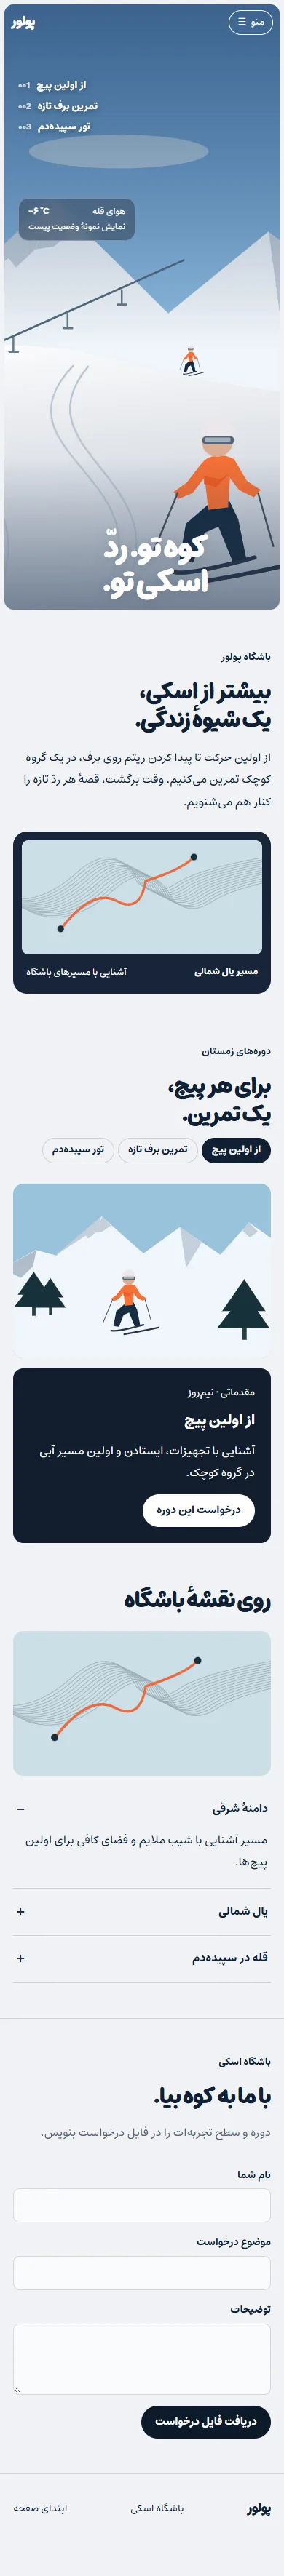 پولور
منو ☰
از اولین پیچ 001
تمرین برف تازه 002
تور سپیده‌دم 003
هوای قله −۶°C
نمایش نمونهٔ وضعیت پیست
کوه تو. ردّ
اسکی تو.
باشگاه پولور
بیشتر از اسکی،
یک شیوهٔ زندگی.
از اولین حرکت تا پیدا کردن ریتم روی برف، در یک گروه
کوچک تمرین می‌کنیم. وقت برگشت، قصهٔ هر ردّ تازه را
کنار هم می‌شنویم.
مسیر یال شمالی
آشنایی با مسیرهای باشگاه
دوره‌های زمستان
برای هر پیچ،
یک تمرین.
از اولین پیچ
تمرین برف تازه
تور سپیده‌دم
مقدماتی · نیم‌روز
از اولین پیچ
آشنایی با تجهیزات، ایستادن و اولین مسیر آبی
در گروه کوچک.
درخواست این دوره
روی نقشهٔ باشگاه
دامنهٔ شرقی −
مسیر آشنایی با شیب ملایم و فضای کافی برای اولین
پیچ‌ها.
یال شمالی +
قله در سپیده‌دم +
باشگاه اسکی
با ما به کوه بیا.
دوره و سطح تجربه‌ات را در فایل درخواست بنویس.
نام شما
موضوع درخواست
توضیحات
دریافت فایل درخواست
پولور
باشگاه اسکی
ابتدای صفحه